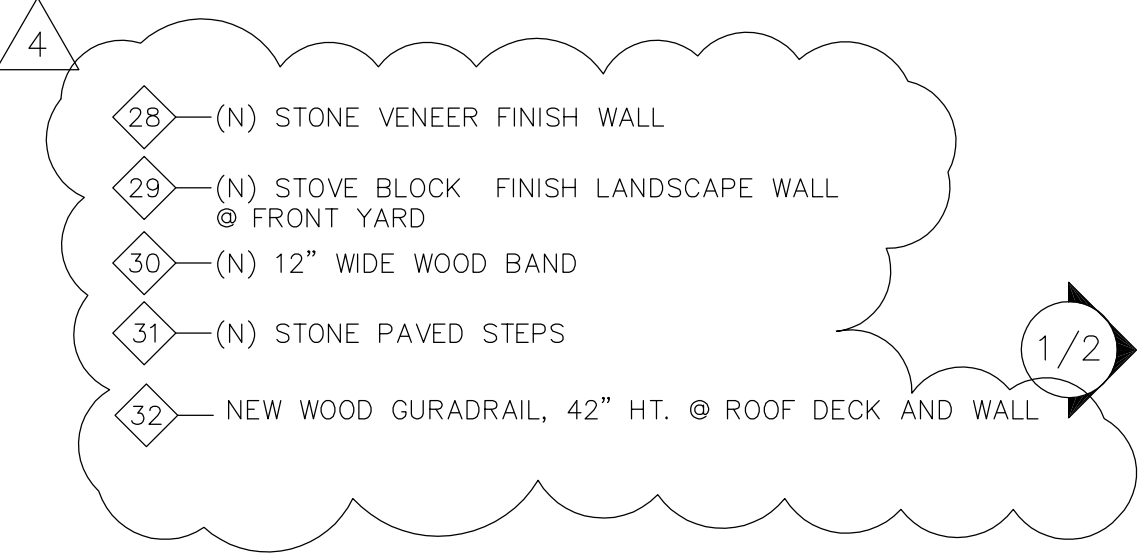 4
28 (N) STONE VENEER FINISH WALL
29 (N) STOVE BLOCK FINISH LANDSCAPE WALL
@ FRONT YARD
30 (N) 12" WIDE WOOD BAND
31 (N) STONE PAVED STEPS
1/2
32 NEW WOOD GURADRAIL, 42" HT. @ ROOF DECK AND WALL